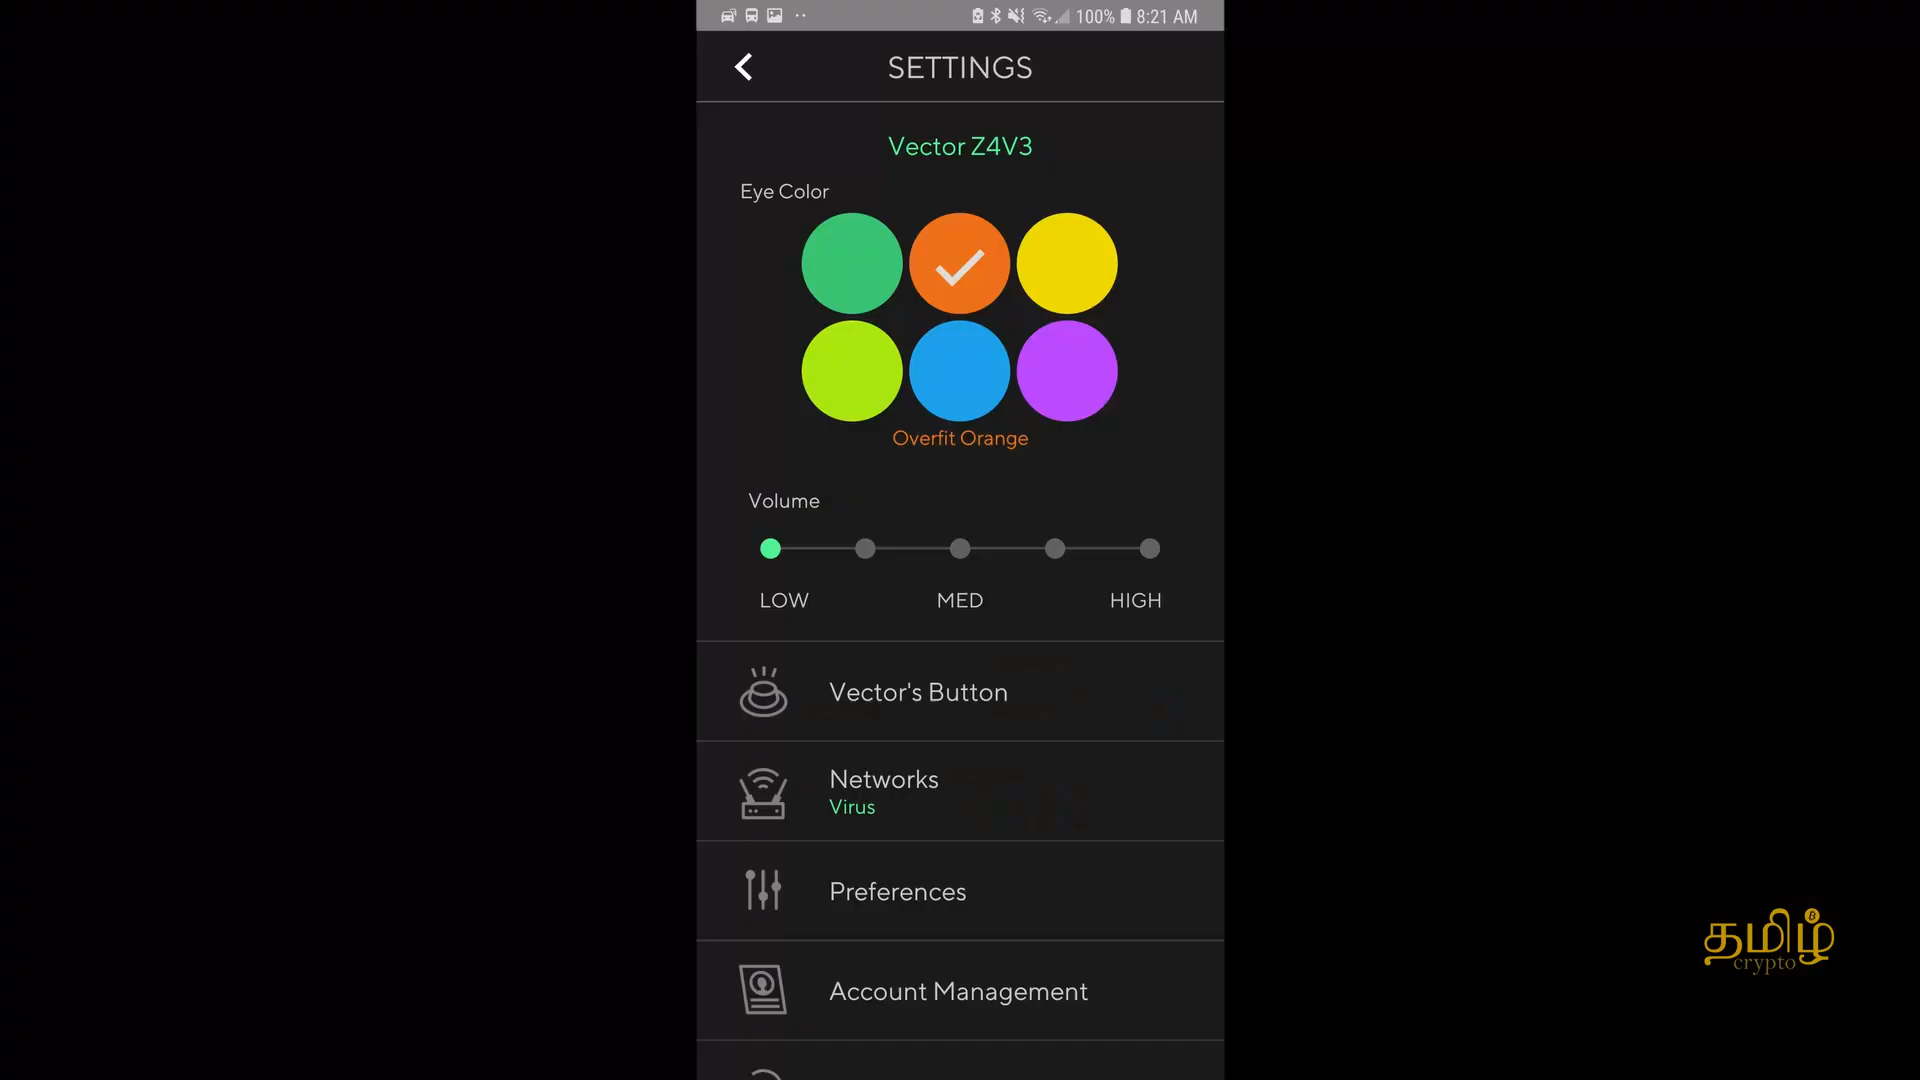 100% 8:21 AM
SETTINGS
Vector Z4V3
Eye Color
Overfit Orange
Volume
LOW MED HIGH
Vector's Button
Networks
Virus
Preferences
Account Management
தமிழ்
crypto